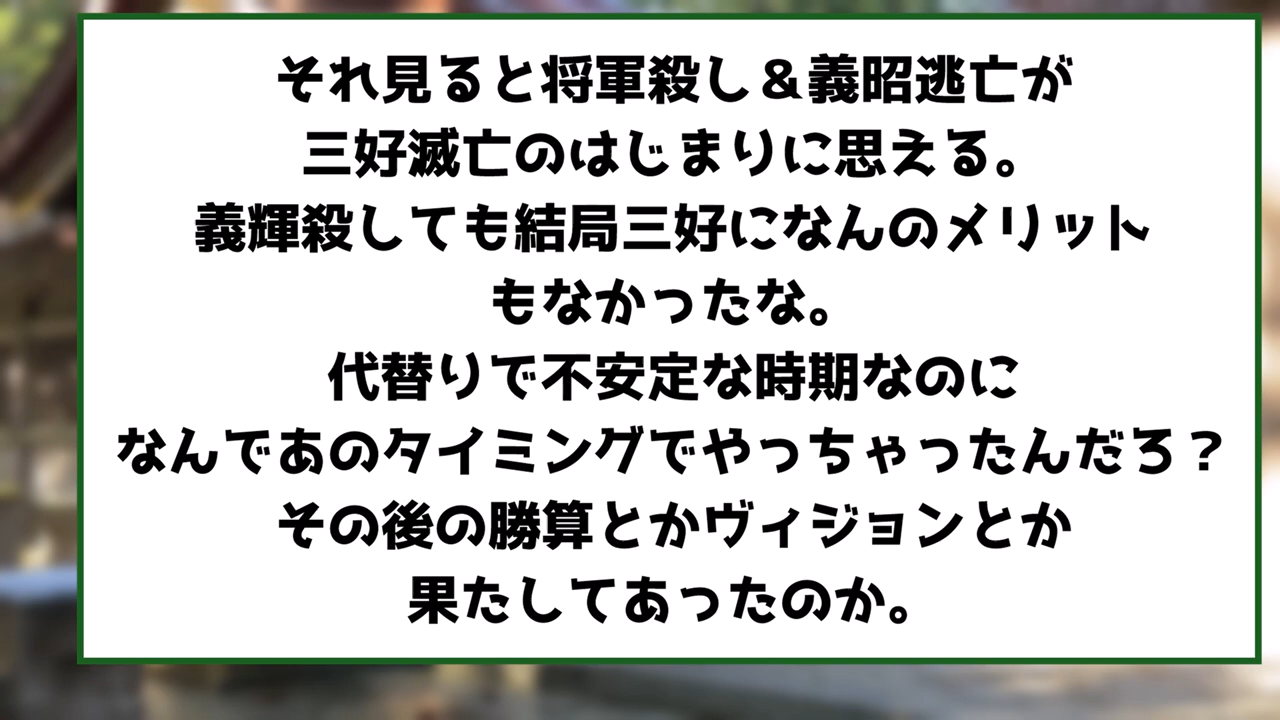 それ見ると将軍殺し＆義昭逃亡が
三好滅亡のはじまりに思える。
義輝殺しても結局三好になんのメリット
もなかったな。
代替りで不安定な時期なのに
なんであのタイミングでやっちゃったんだろ？
その後の勝算とかヴィジョンとか
果たしてあったのか。